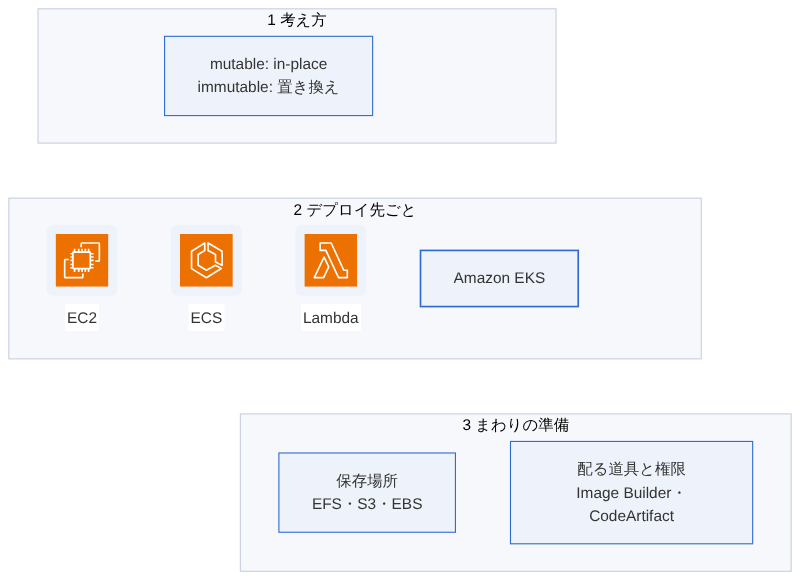 1 考え方
mutable: in-place
immutable: 置き換え
2 デプロイ先ごと
EC2
ECS
Lambda
Amazon EKS
3 まわりの準備
保存場所
EFS・S3・EBS
配る道具と権限
Image Builder・
CodeArtifact